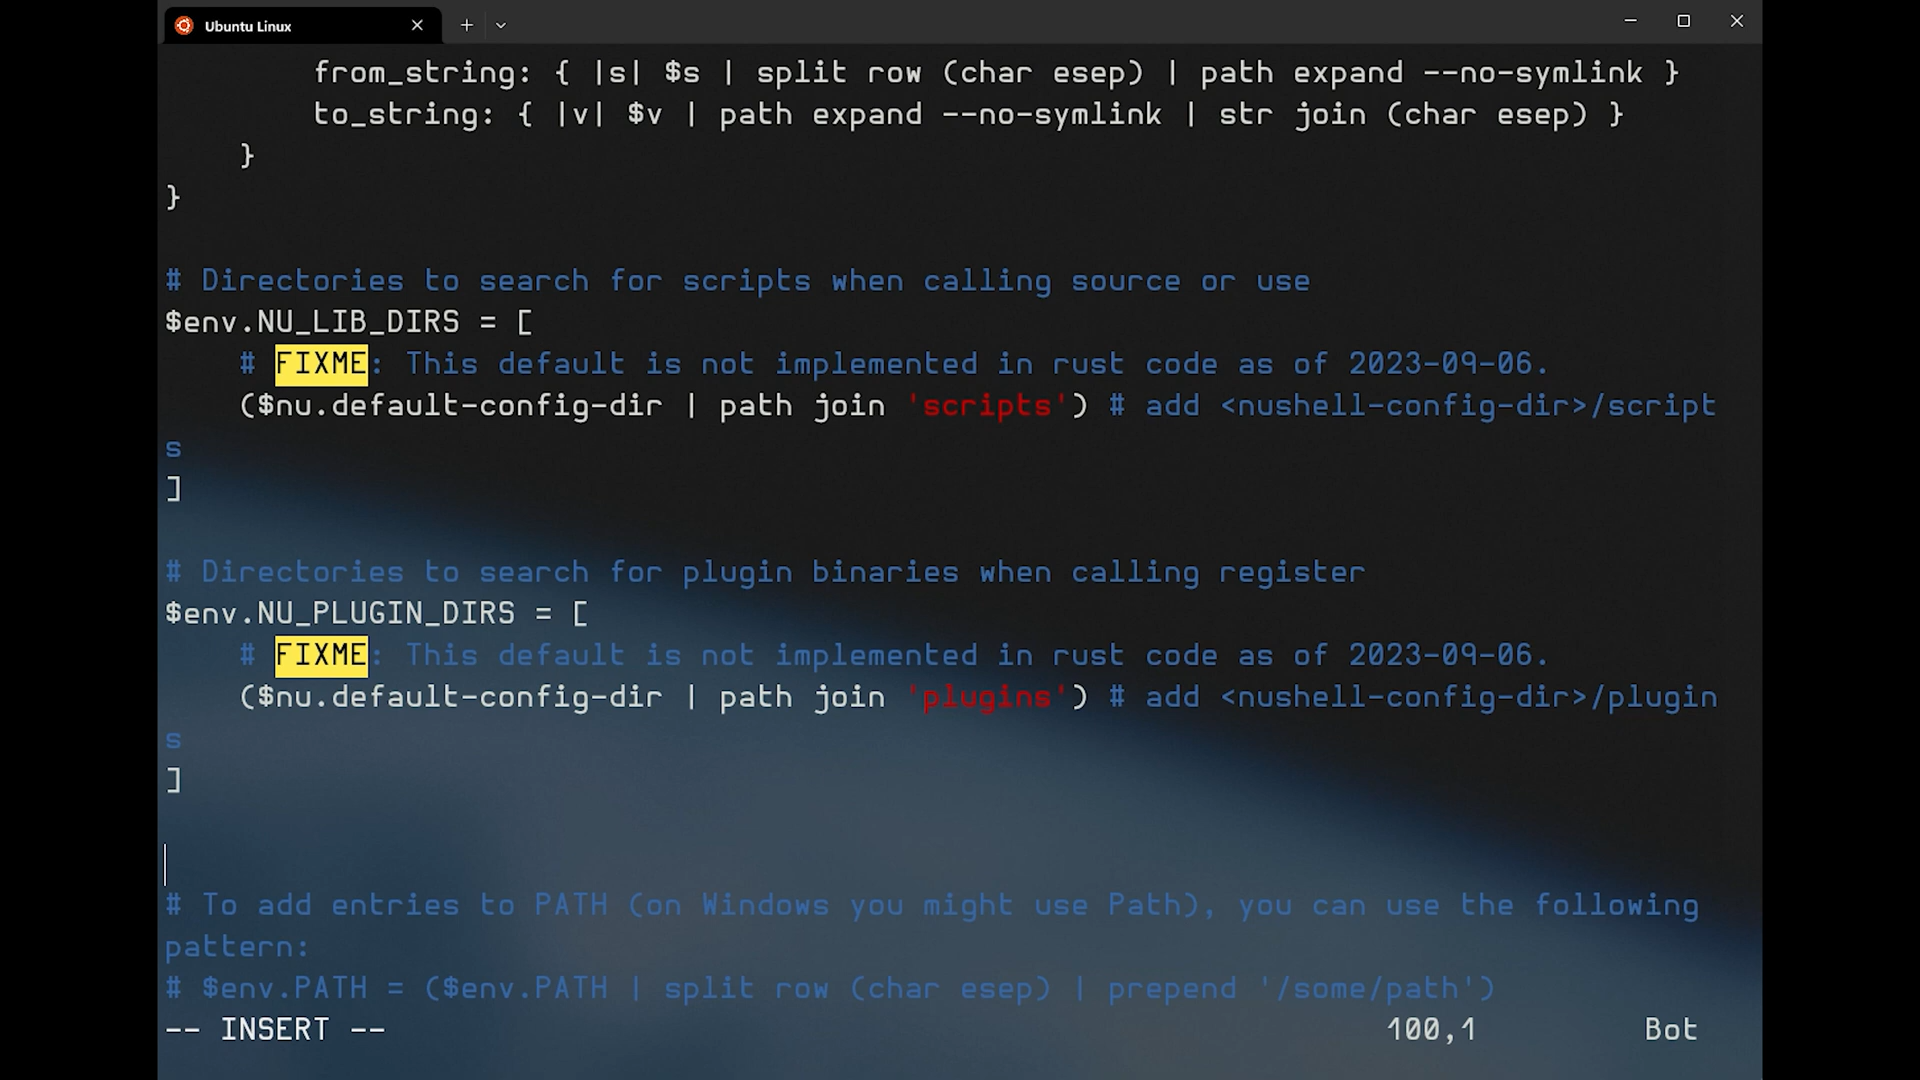 Ubuntu Linux
from_string: { |s| $s | split row (char esep) | path expand --no-symlink }
to_string: { |v| $v | path expand --no-symlink | str join (char esep) }
}
}
# Directories to search for scripts when calling source or use
$env.NU_LIB_DIRS = [
# FIXME: This default is not implemented in rust code as of 2023-09-06.
($nu.default-config-dir | path join 'scripts') # add <nushell-config-dir>/script
s
]
# Directories to search for plugin binaries when calling register
$env.NU_PLUGIN_DIRS = [
# FIXME: This default is not implemented in rust code as of 2023-09-06.
($nu.default-config-dir | path join 'plugins') # add <nushell-config-dir>/plugin
s
]
# To add entries to PATH (on Windows you might use Path), you can use the following
pattern:
# $env.PATH = ($env.PATH | split row (char esep) | prepend '/some/path')
-- INSERT -- 100,1 Bot